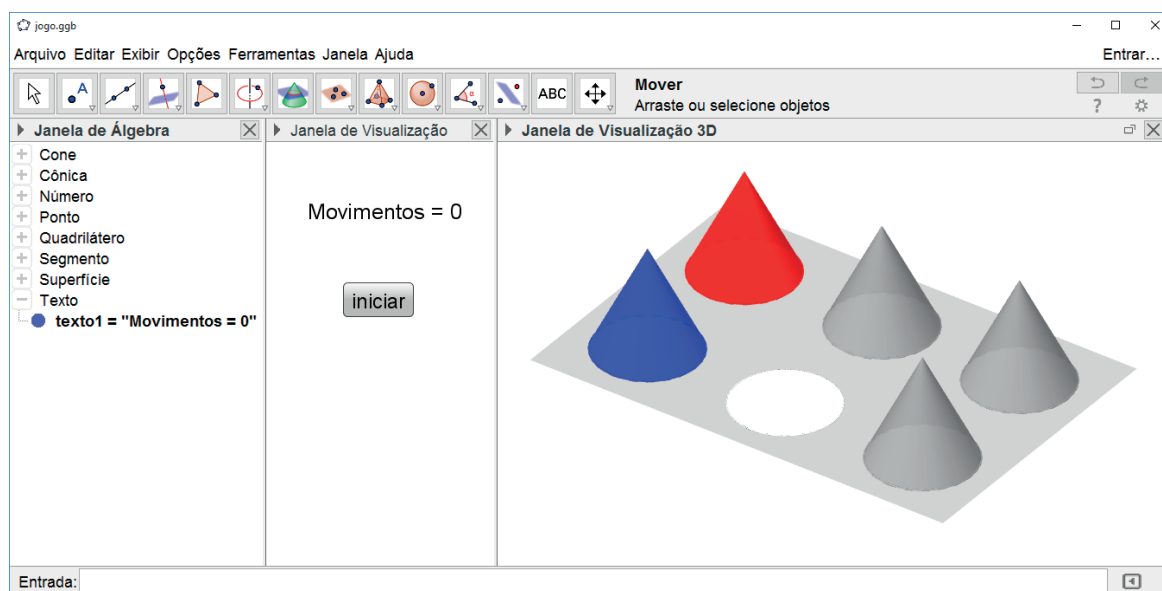 jogo.ggb
Arquivo Editar Exibir Opções Ferramentas Janela Ajuda
Entrar...
A
α
ABC
Mover
Arraste ou selecione objetos
?
Janela de Álgebra
Janela de Visualização
Janela de Visualização 3D
Cone
Cônica
Número
Ponto
Quadrilátero
Segmento
Superfície
Texto
texto1 = "Movimentos = 0"
Movimentos = 0
iniciar
Entrada: